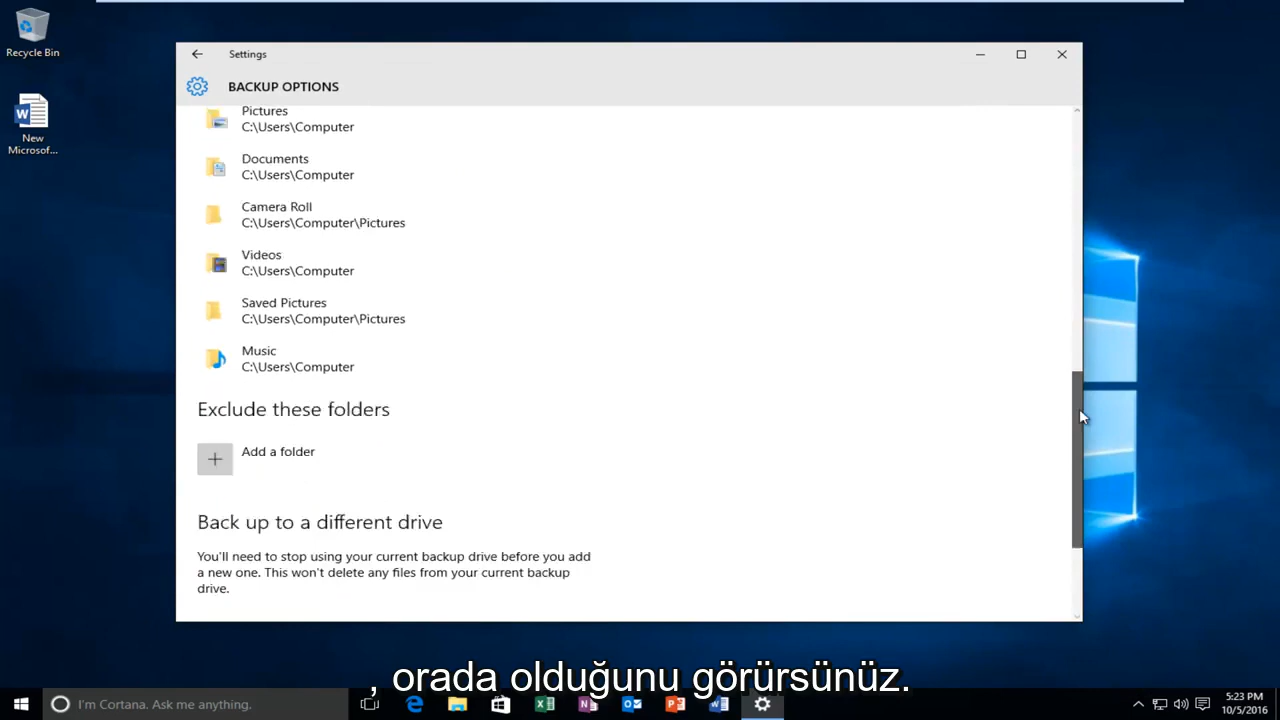 Recycle Bin
New
Microsof...
Settings
BACKUP OPTIONS
Pictures
C:\Users\Computer
Documents
C:\Users\Computer
Camera Roll
C:\Users\Computer\Pictures
Videos
C:\Users\Computer
Saved Pictures
C:\Users\Computer\Pictures
Music
C:\Users\Computer
Exclude these folders
Add a folder
Back up to a different drive
You'll need to stop using your current backup drive before you add
a new one. This won't delete any files from your current backup
drive.
, orada olduğunu görürsünüz.
I'm Cortana. Ask me anything.
5:23 PM
10/5/2016